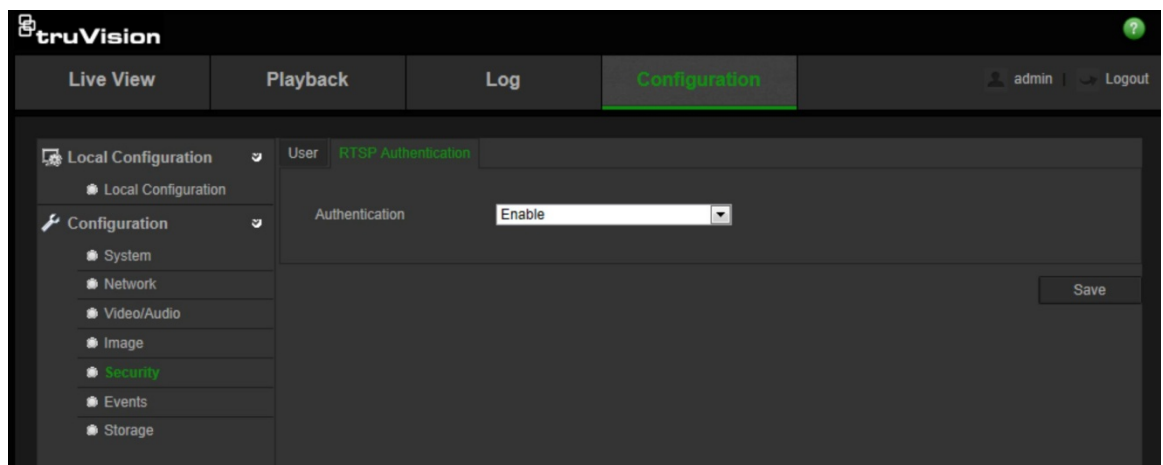 truVision
?
Live View Playback Log Configuration admin | Logout
Local Configuration
Local Configuration
Configuration
System
Network
Video/Audio
Image
Security
Events
Storage
User RTSP Authentication
Authentication Enable
Save